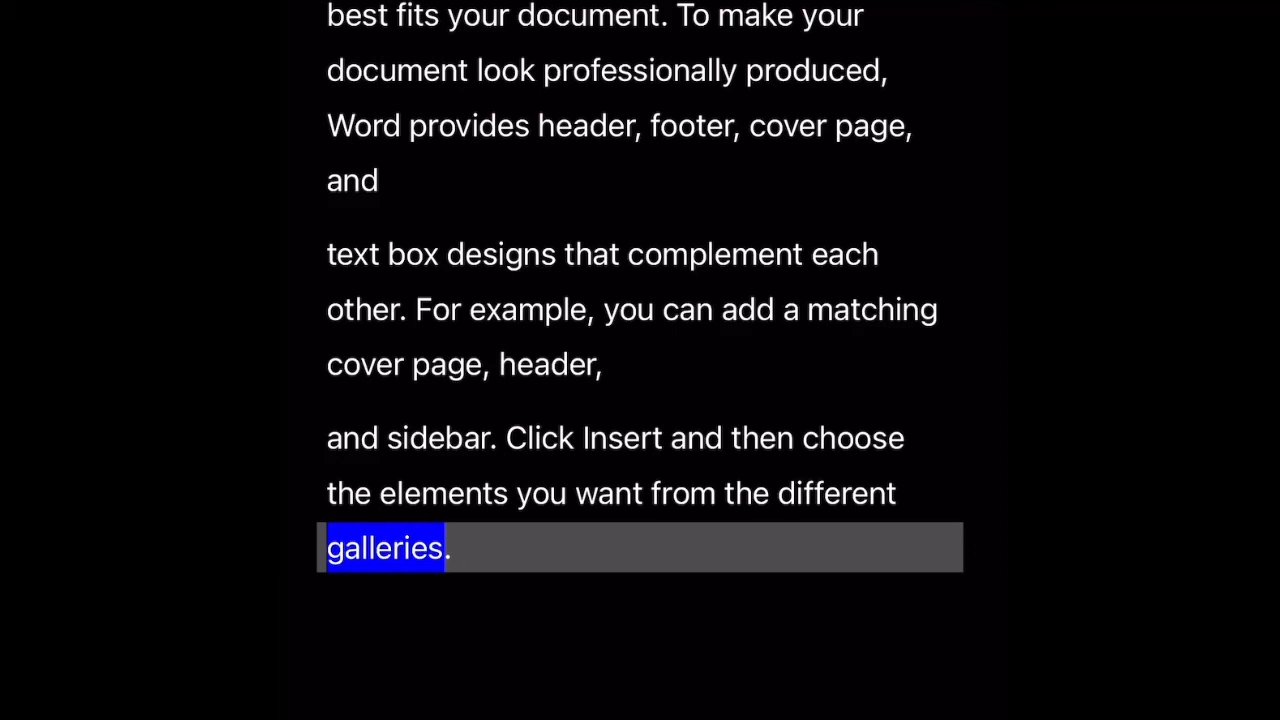 best fits your document. To make your
document look professionally produced,
Word provides header, footer, cover page,
and
text box designs that complement each
other. For example, you can add a matching
cover page, header,
and sidebar. Click Insert and then choose
the elements you want from the different
galleries.